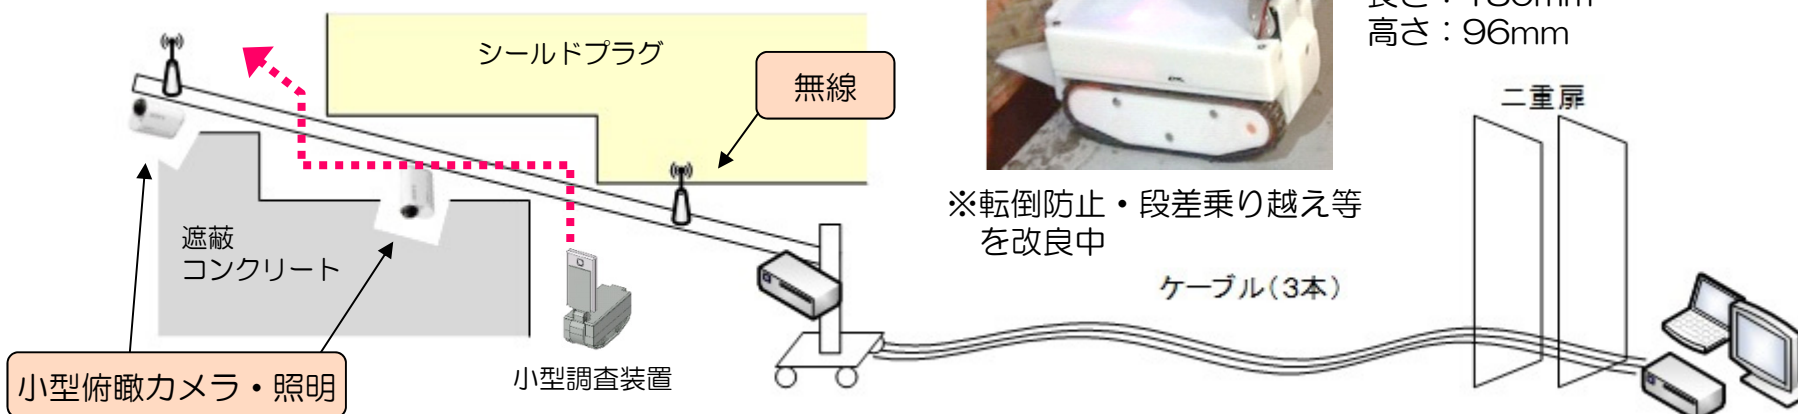 高さ：96mm
シールドプラグ
無線
二重扉
※転倒防止・段差乗り越え等
を改良中
遮蔽
コンクリート
ケーブル(3本)
小型調査装置
小型俯瞰カメラ・照明